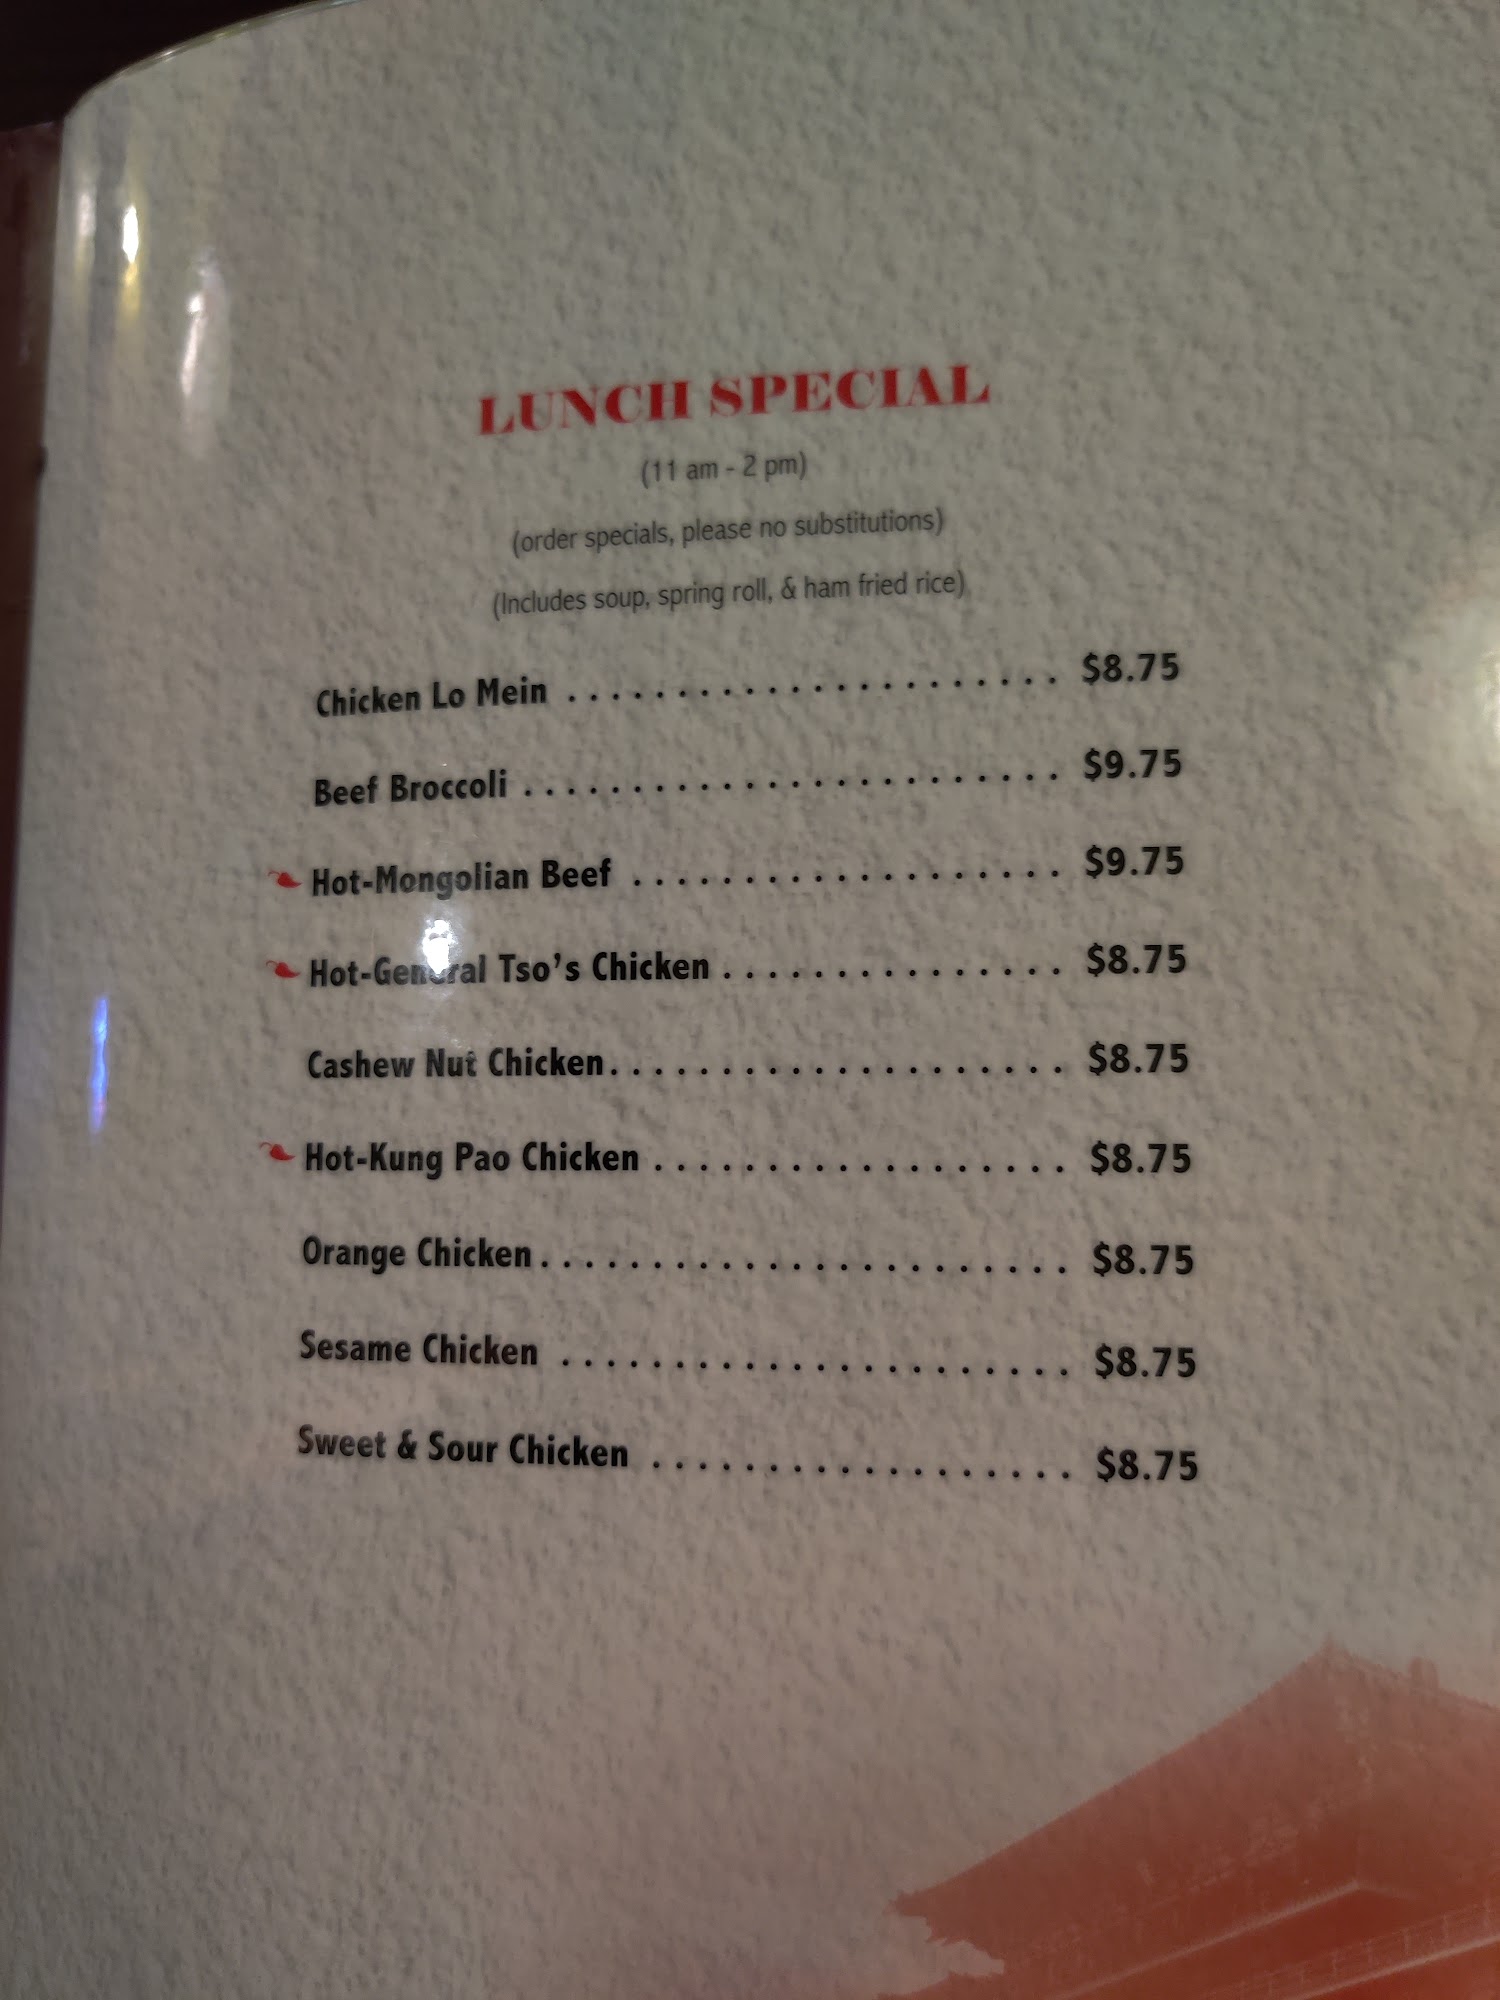 LUNCH SPECIAL
(11 am - 2 pm)
(order specials, please no substitutions)
(Includes soup, spring roll, & ham fried rice)
Chicken Lo Mein . . . . . . . . . . . . . . . . . . . . . . $8.75
Beef Broccoli . . . . . . . . . . . . . . . . . . . . . . . . $9.75
Hot-Mongolian Beef . . . . . . . . . . . . . . . . . . . $9.75
Hot-General Tso's Chicken . . . . . . . . . . . . . . . $8.75
Cashew Nut Chicken . . . . . . . . . . . . . . . . . . . . $8.75
Hot-Kung Pao Chicken . . . . . . . . . . . . . . . . . . $8.75
Orange Chicken . . . . . . . . . . . . . . . . . . . . . . . $8.75
Sesame Chicken . . . . . . . . . . . . . . . . . . . . . . $8.75
Sweet & Sour Chicken . . . . . . . . . . . . . . . . . . $8.75